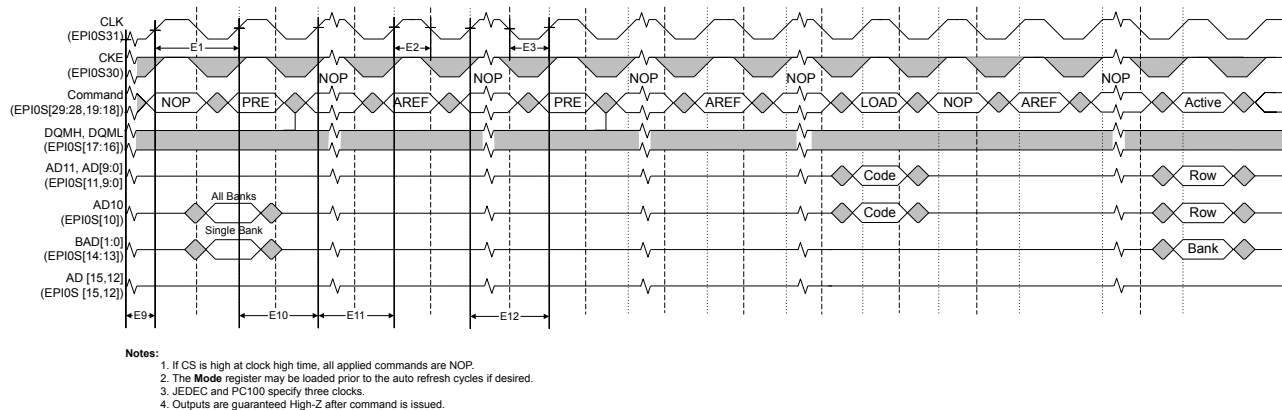 CLK
(EPI0S31)
E1
E2
E3
CKE
(EPI0S30)
NOP
NOP
NOP
NOP
NOP
Command
(EPI0S[29:28,19:18])
NOP
PRE
AREF
PRE
AREF
LOAD
NOP
AREF
Active
DQMH, DQML
(EPI0S[17:16])
AD11, AD[9:0]
(EPI0S[11,9:0]
Code
Row
All Banks
AD10
(EPI0S[10])
Code
Row
Single Bank
BAD[1:0]
(EPI0S[14:13])
Bank
AD [15,12]
(EPI0S [15,12])
E9
E10
E11
E12
Notes:
1. If CS is high at clock high time, all applied commands are NOP.
2. The Mode register may be loaded prior to the auto refresh cycles if desired.
3. JEDEC and PC100 specify three clocks.
4. Outputs are guaranteed High-Z after command is issued.